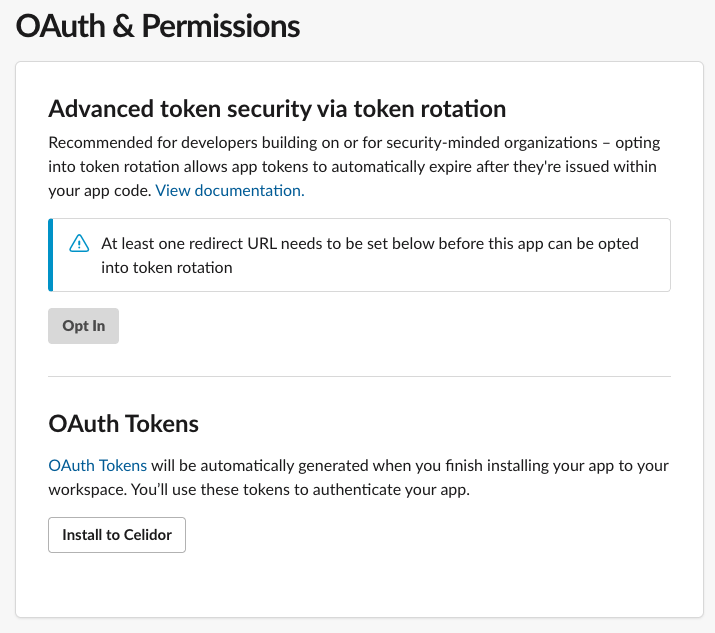 OAuth & Permissions
Advanced token security via token rotation
Recommended for developers building on or for security-minded organizations – opting
into token rotation allows app tokens to automatically expire after they're issued within
your app code. View documentation.
At least one redirect URL needs to be set below before this app can be opted
into token rotation
Opt In
OAuth Tokens
OAuth Tokens will be automatically generated when you finish installing your app to your
workspace. You’ll use these tokens to authenticate your app.
Install to Celidor